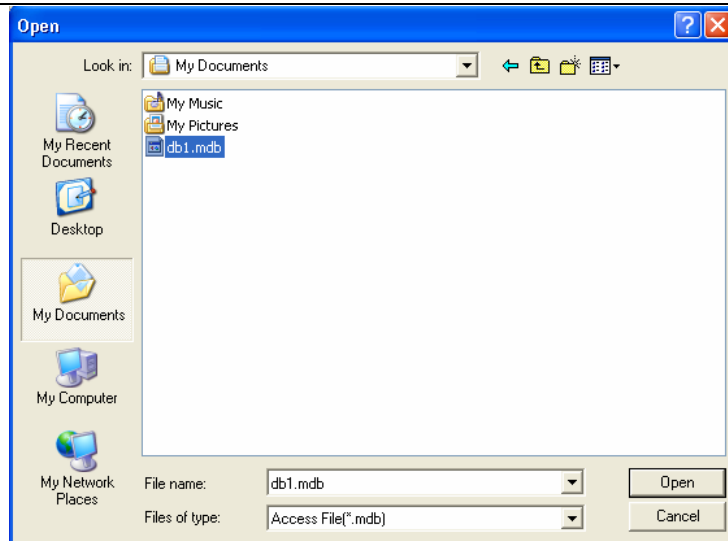 Open
Look in: My Documents
My Recent
Documents
Desktop
My Documents
My Computer
My Network
Places
My Music
My Pictures
db1.mdb
File name: db1.mdb Open
Files of type: Access File(*.mdb) Cancel